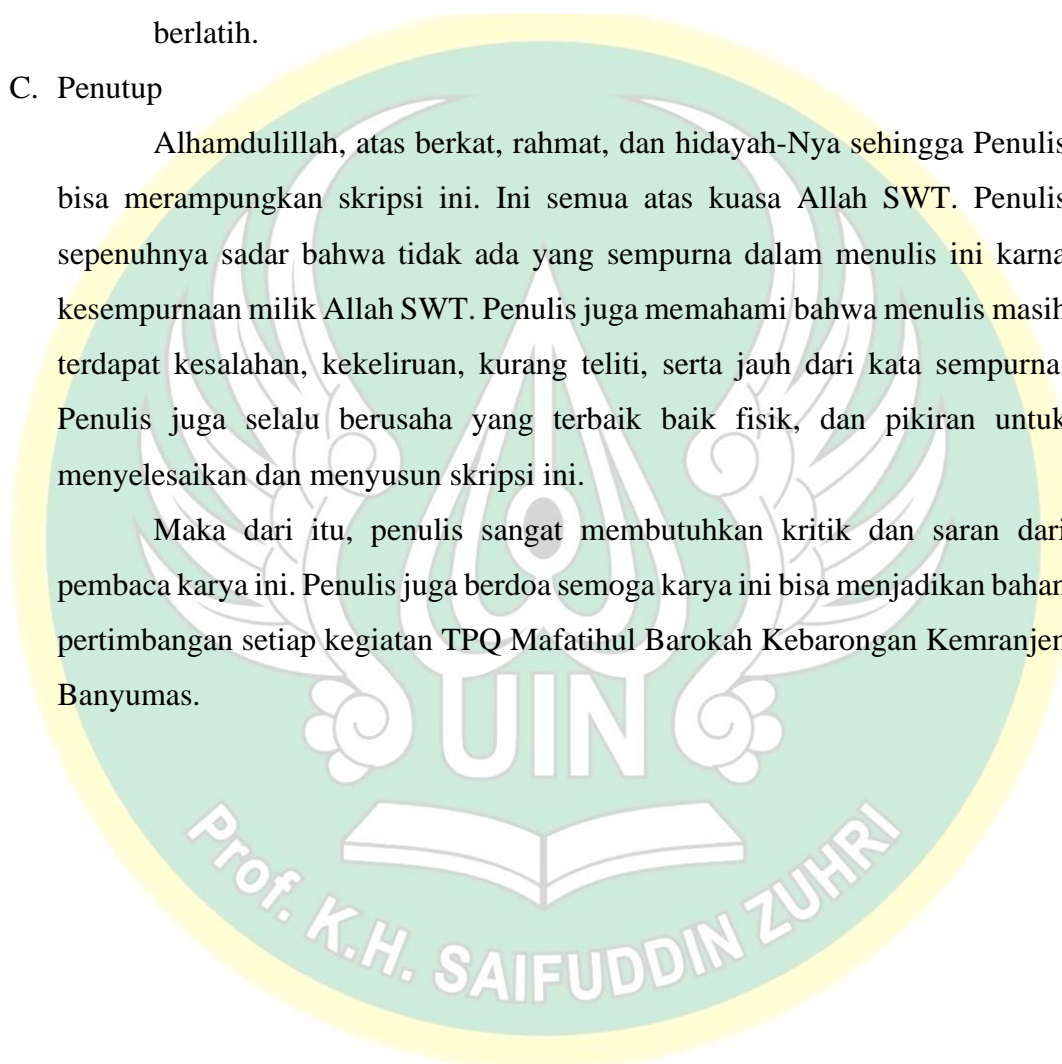 berlatih.
C. Penutup
Alhamdulillah, atas berkat, rahmat, dan hidayah-Nya sehingga Penulis
bisa merampungkan skripsi ini. Ini semua atas kuasa Allah SWT. Penulis
sepenuhnya sadar bahwa tidak ada yang sempurna dalam menulis ini karna
kesempurnaan milik Allah SWT. Penulis juga memahami bahwa menulis masih
terdapat kesalahan, kekeliruan, kurang teliti, serta jauh dari kata sempurna.
Penulis juga selalu berusaha yang terbaik baik fisik, dan pikiran untuk
menyelesaikan dan menyusun skripsi ini.
Maka dari itu, penulis sangat membutuhkan kritik dan saran dari
pembaca karya ini. Penulis juga berdoa semoga karya ini bisa menjadikan bahan
pertimbangan setiap kegiatan TPQ Mafatihul Barokah Kebarongan Kemranjen
Banyumas.
UIN
Prof. K.H. SAIFUDDIN ZUHRI